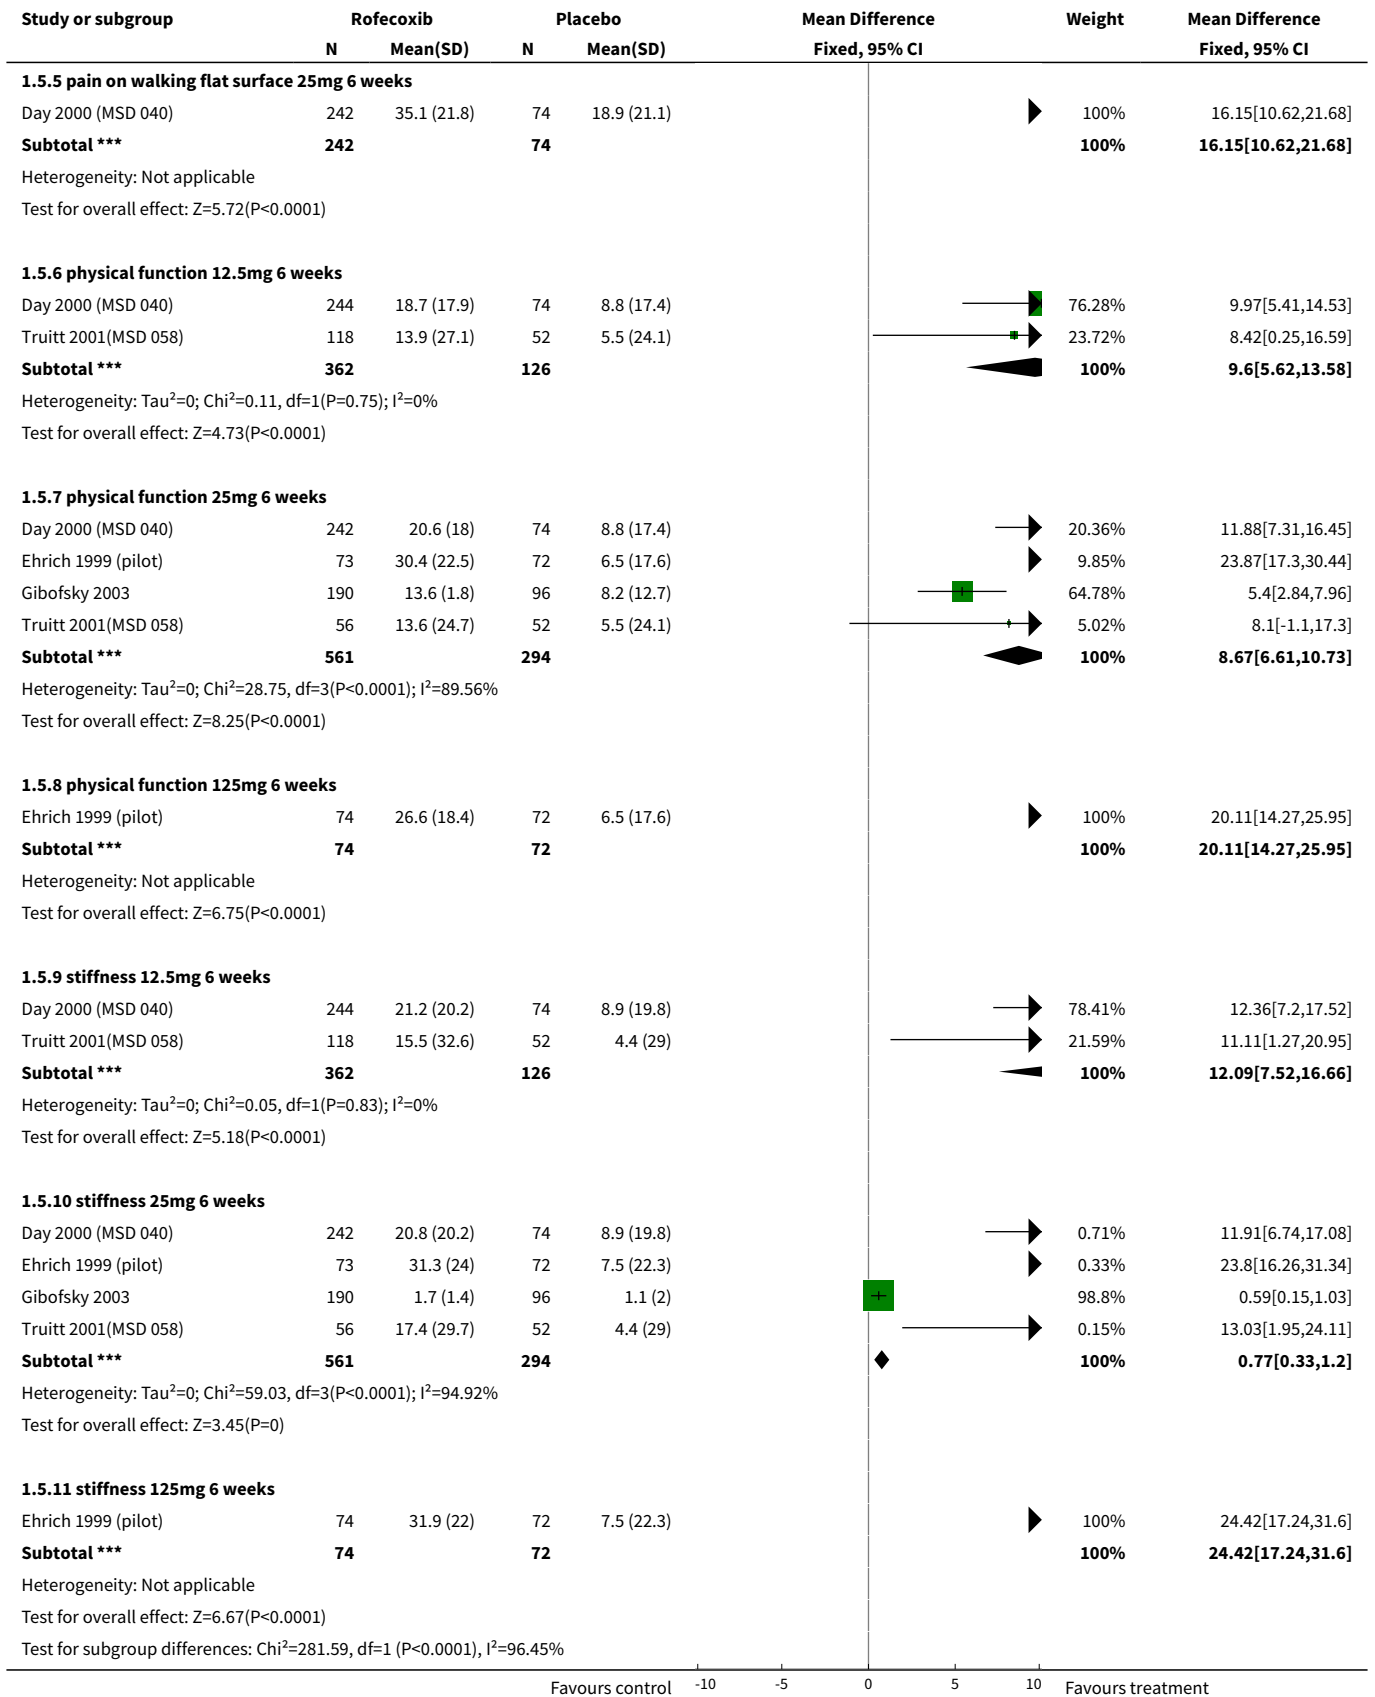 Study or subgroup Rofecoxib Placebo Mean Difference Weight Mean Difference
N Mean(SD) N Mean(SD) Fixed, 95% CI Fixed, 95% CI
1.5.5 pain on walking flat surface 25mg 6 weeks
Day 2000 (MSD 040) 242 35.1 (21.8) 74 18.9 (21.1) 100% 16.15[10.62,21.68]
Subtotal *** 242 74 100% 16.15[10.62,21.68]
Heterogeneity: Not applicable
Test for overall effect: Z=5.72(P<0.0001)
1.5.6 physical function 12.5mg 6 weeks
Day 2000 (MSD 040) 244 18.7 (17.9) 74 8.8 (17.4) 76.28% 9.97[5.41,14.53]
Truitt 2001(MSD 058) 118 13.9 (27.1) 52 5.5 (24.1) 23.72% 8.42[0.25,16.59]
Subtotal *** 362 126 100% 9.6[5.62,13.58]
Heterogeneity: Tau²=0; Chi²=0.11, df=1(P=0.75); I²=0%
Test for overall effect: Z=4.73(P<0.0001)
1.5.7 physical function 25mg 6 weeks
Day 2000 (MSD 040) 242 20.6 (18) 74 8.8 (17.4) 20.36% 11.88[7.31,16.45]
Ehrich 1999 (pilot) 73 30.4 (22.5) 72 6.5 (17.6) 9.85% 23.87[17.3,30.44]
Gibofsky 2003 190 13.6 (1.8) 96 8.2 (12.7) 64.78% 5.4[2.84,7.96]
Truitt 2001(MSD 058) 56 13.6 (24.7) 52 5.5 (24.1) 5.02% 8.1[-1.1,17.3]
Subtotal *** 561 294 100% 8.67[6.61,10.73]
Heterogeneity: Tau²=0; Chi²=28.75, df=3(P<0.0001); I²=89.56%
Test for overall effect: Z=8.25(P<0.0001)
1.5.8 physical function 125mg 6 weeks
Ehrich 1999 (pilot) 74 26.6 (18.4) 72 6.5 (17.6) 100% 20.11[14.27,25.95]
Subtotal *** 74 72 100% 20.11[14.27,25.95]
Heterogeneity: Not applicable
Test for overall effect: Z=6.75(P<0.0001)
1.5.9 stiffness 12.5mg 6 weeks
Day 2000 (MSD 040) 244 21.2 (20.2) 74 8.9 (19.8) 78.41% 12.36[7.2,17.52]
Truitt 2001(MSD 058) 118 15.5 (32.6) 52 4.4 (29) 21.59% 11.11[1.27,20.95]
Subtotal *** 362 126 100% 12.09[7.52,16.66]
Heterogeneity: Tau²=0; Chi²=0.05, df=1(P=0.83); I²=0%
Test for overall effect: Z=5.18(P<0.0001)
1.5.10 stiffness 25mg 6 weeks
Day 2000 (MSD 040) 242 20.8 (20.2) 74 8.9 (19.8) 0.71% 11.91[6.74,17.08]
Ehrich 1999 (pilot) 73 31.3 (24) 72 7.5 (22.3) 0.33% 23.8[16.26,31.34]
Gibofsky 2003 190 1.7 (1.4) 96 1.1 (2) 98.8% 0.59[0.15,1.03]
Truitt 2001(MSD 058) 56 17.4 (29.7) 52 4.4 (29) 0.15% 13.03[1.95,24.11]
Subtotal *** 561 294 100% 0.77[0.33,1.2]
Heterogeneity: Tau²=0; Chi²=59.03, df=3(P<0.0001); I²=94.92%
Test for overall effect: Z=3.45(P=0)
1.5.11 stiffness 125mg 6 weeks
Ehrich 1999 (pilot) 74 31.9 (22) 72 7.5 (22.3) 100% 24.42[17.24,31.6]
Subtotal *** 74 72 100% 24.42[17.24,31.6]
Heterogeneity: Not applicable
Test for overall effect: Z=6.67(P<0.0001)
Test for subgroup differences: Chi²=281.59, df=1 (P<0.0001), I²=96.45%
Favours control -10 -5 0 5 10 Favours treatment